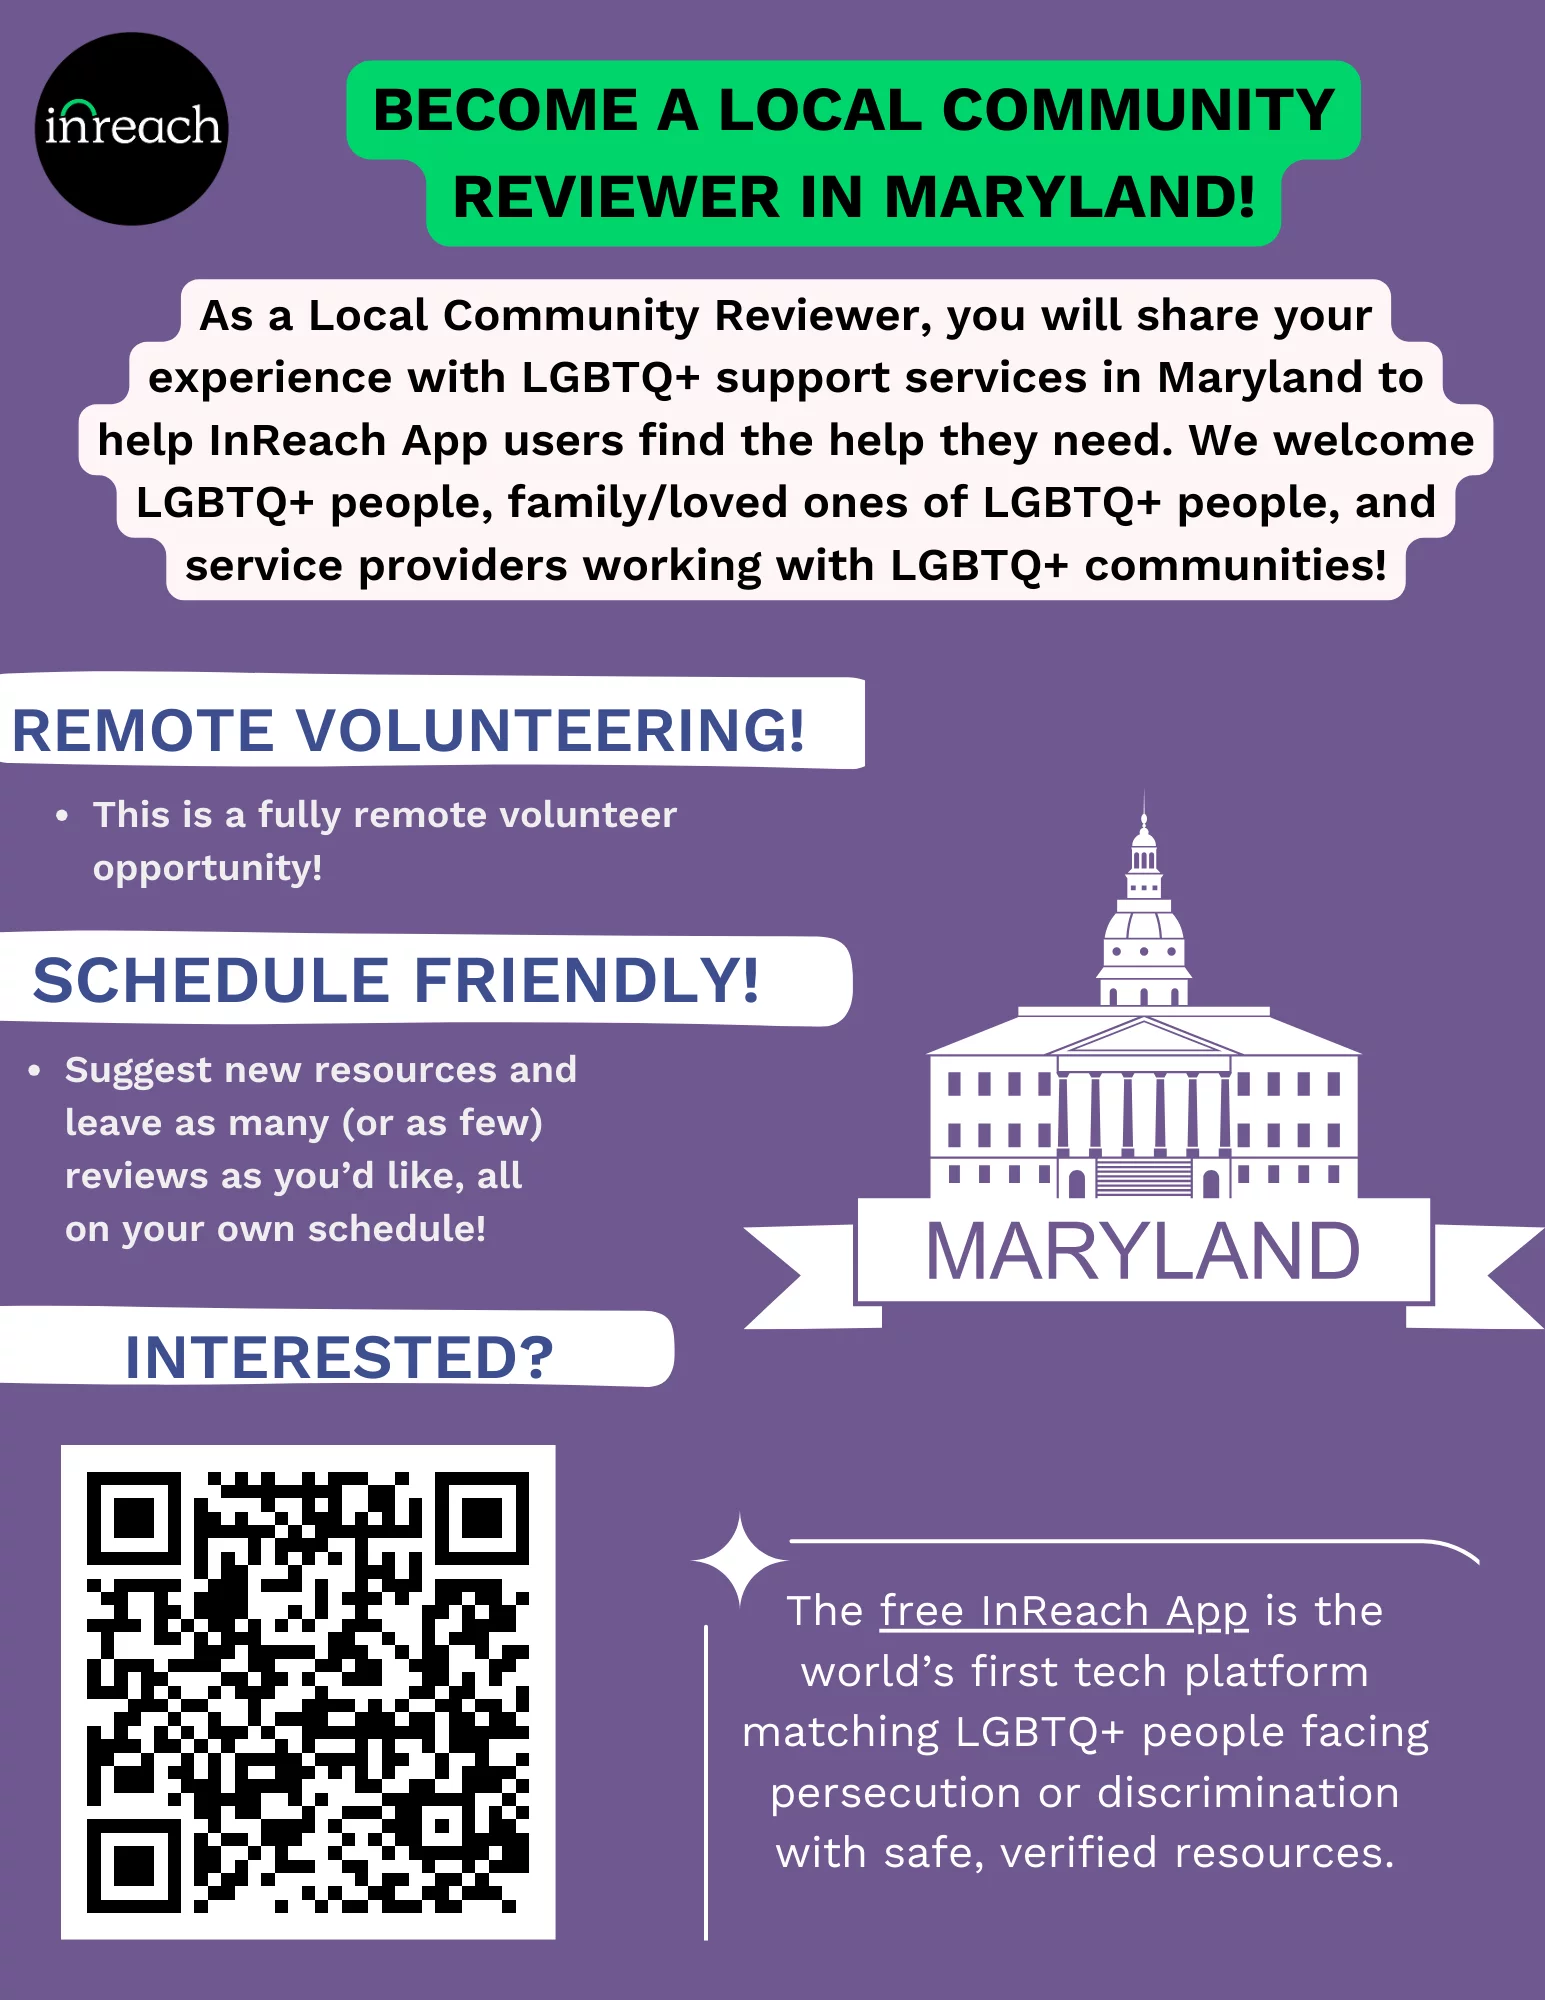 inreach
BECOME A LOCAL COMMUNITY
REVIEWER IN MARYLAND!
As a Local Community Reviewer, you will share your
experience with LGBTQ+ support services in Maryland to
help InReach App users find the help they need. We welcome
LGBTQ+ people, family/loved ones of LGBTQ+ people, and
service providers working with LGBTQ+ communities!
REMOTE VOLUNTEERING!
• This is a fully remote volunteer
opportunity!
SCHEDULE FRIENDLY!
• Suggest new resources and
leave as many (or as few)
reviews as you’d like, all
on your own schedule!
MARYLAND
INTERESTED?
The free InReach App is the
world’s first tech platform
matching LGBTQ+ people facing
persecution or discrimination
with safe, verified resources.